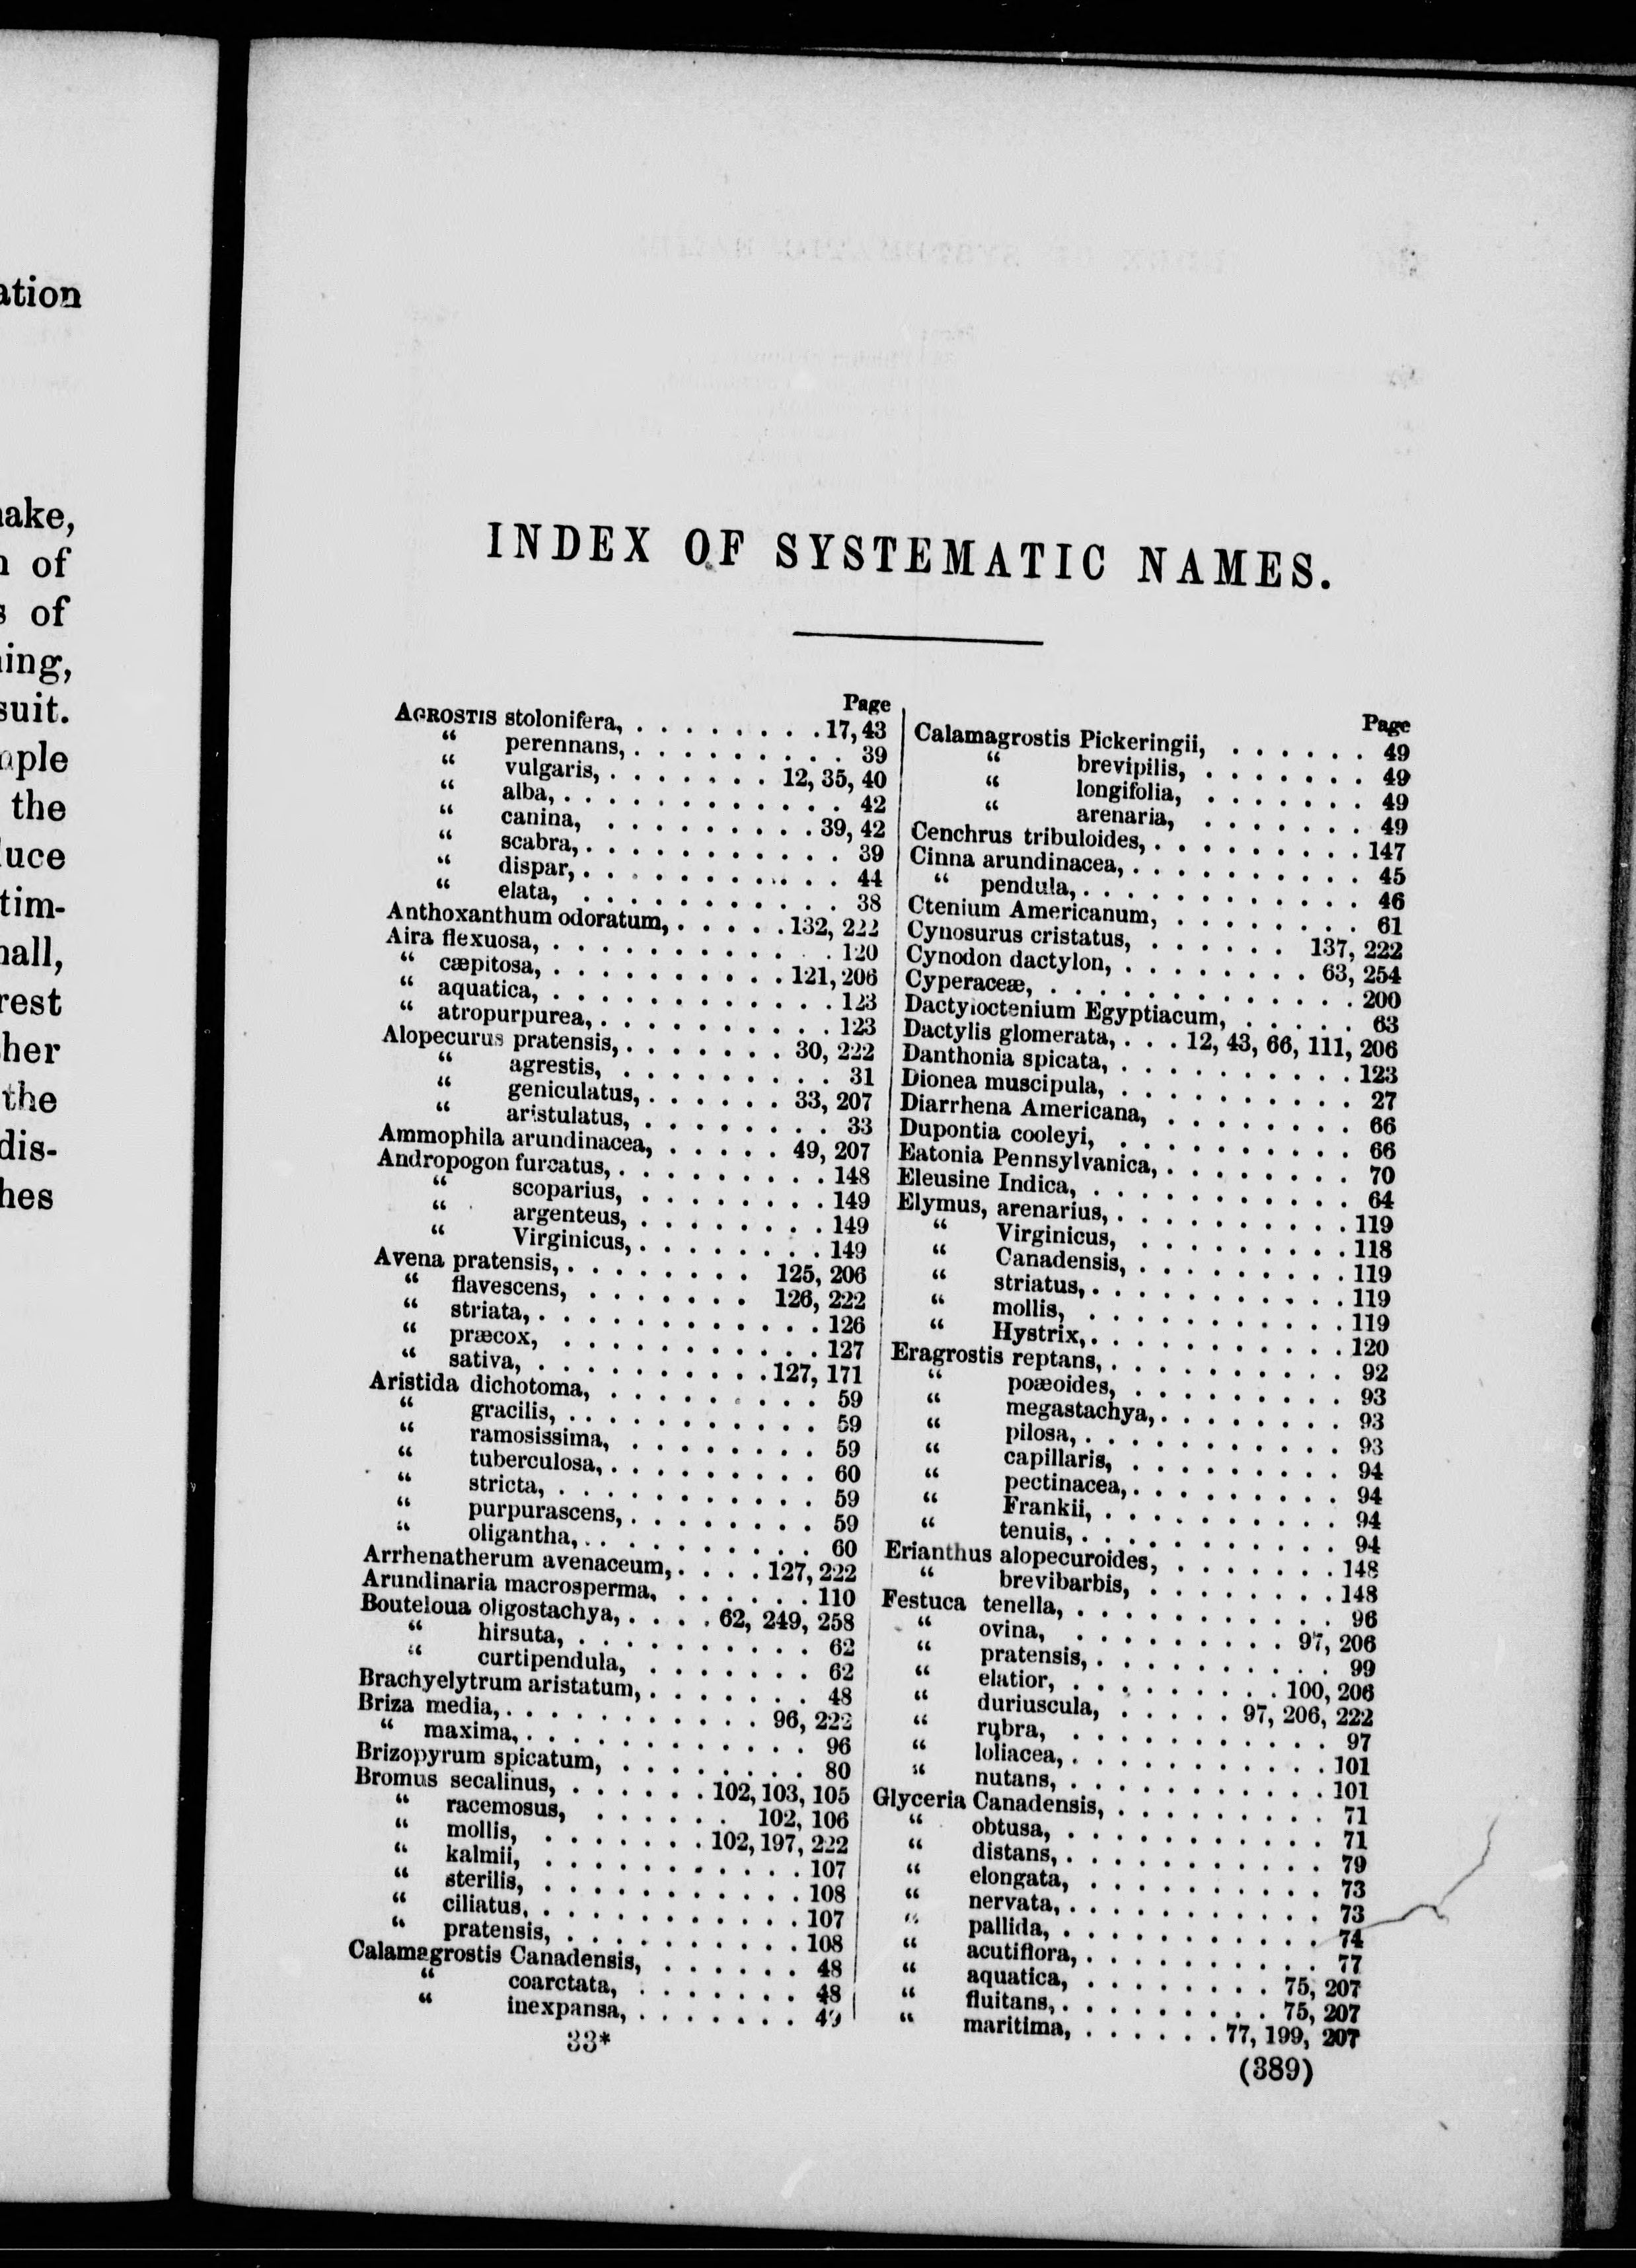 ation
ake,
of
of
ing,
suit.
ple
the
uce
tim-
all,
rest
her
the
dis-
hes
INDEX OF SYSTEMATIC NAMES.
Page
AGROSTIS stolonifera, . . . . . . . . 17, 43
“ perennans, . . . . . . . . . 39
“ vulgaris, . . . . . . . 12, 35, 40
“ alba, . . . . . . . . . . . . 42
“ canina, . . . . . . . . . 39, 42
“ scabra, . . . . . . . . . . . 39
“ dispar, . . . . . . . . . . . 44
“ elata, . . . . . . . . . . . 38
Anthoxanthum odoratum, . . . . . 132, 222
Aira flexuosa, . . . . . . . . . . . 120
“ cæpitosa, . . . . . . . . . . 121, 206
“ aquatica, . . . . . . . . . . . . 123
“ atropurpurea, . . . . . . . . . . 123
Alopecurus pratensis, . . . . . . . 30, 222
“ agrestis, . . . . . . . . . 31
“ geniculatus, . . . . . . 33, 207
“ aristulatus, . . . . . . . . 33
Ammophila arundinacea, . . . . . 49, 207
Andropogon furcatus, . . . . . . . . . 148
“ scoparius, . . . . . . . . 149
“ argenteus, . . . . . . . . 149
“ Virginicus, . . . . . . . . 149
Avena pratensis, . . . . . . . . 125, 206
“ flavescens, . . . . . . . 126, 222
“ striata, . . . . . . . . . . . . 126
“ præcox, . . . . . . . . . . . 127
“ sativa, . . . . . . . . . . 127, 171
Aristida dichotoma, . . . . . . . . . 59
“ gracilis, . . . . . . . . . . . 59
“ ramosissima, . . . . . . . . 59
“ tuberculosa, . . . . . . . . . 60
“ stricta, . . . . . . . . . . . 59
“ purpurascens, . . . . . . . . 59
“ oligantha, . . . . . . . . . . 60
Arrhenatherum avenaceum, . . . . 127, 222
Arundinaria macrosperma, . . . . . . 110
Bouteloua oligostachya, . . . . 62, 249, 258
“ hirsuta, . . . . . . . . . . 62
“ curtipendula, . . . . . . . 62
Brachyelytrum aristatum, . . . . . . . 48
Briza media, . . . . . . . . . . . 96, 222
“ maxima, . . . . . . . . . . . . 96
Brizopyrum spicatum, . . . . . . . . 80
Bromus secalinus, . . . . . . 102, 103, 105
“ racemosus, . . . . . . 102, 106
“ mollis, . . . . . . . 102, 197, 222
“ kalmii, . . . . . . . . . . . 107
“ sterilis, . . . . . . . . . . . 108
“ ciliatus, . . . . . . . . . . . 107
“ pratensis, . . . . . . . . . . 108
Calamagrostis Canadensis, . . . . . . 48
“ coarctata, . . . . . . . 48
“ inexpansa, . . . . . . . 49
33*
Page
Calamagrostis Pickeringii, . . . . . . 49
“ brevipilis, . . . . . . . 49
“ longifolia, . . . . . . . 49
“ arenaria, . . . . . . . 49
Cenchrus tribuloides, . . . . . . . . . 147
Cinna arundinacea, . . . . . . . . . . 45
“ pendula, . . . . . . . . . . . 46
Ctenium Americanum, . . . . . . . . 61
Cynosurus cristatus, . . . . . . 137, 222
Cynodon dactylon, . . . . . . . . 63, 254
Cyperaceæ, . . . . . . . . . . . . . 200
Dactyloctenium Egyptiacum, . . . . . 63
Dactylis glomerata, . . . 12, 43, 66, 111, 206
Danthonia spicata, . . . . . . . . . . 123
Dionea muscipula, . . . . . . . . . . 27
Diarrhena Americana, . . . . . . . . 66
Dupontia cooleyi, . . . . . . . . . . 66
Eatonia Pennsylvanica, . . . . . . . . 70
Eleusine Indica, . . . . . . . . . . . 64
Elymus, arenarius, . . . . . . . . . . 119
“ Virginicus, . . . . . . . . . 118
“ Canadensis, . . . . . . . . . 119
“ striatus, . . . . . . . . . . . 119
“ mollis, . . . . . . . . . . . 119
“ Hystrix, . . . . . . . . . . . 120
Eragrostis reptans, . . . . . . . . . . 92
“ poæoides, . . . . . . . . . 93
“ megastachya, . . . . . . . . 93
“ pilosa, . . . . . . . . . . . 93
“ capillaris, . . . . . . . . . 94
“ pectinacea, . . . . . . . . . 94
“ Frankii, . . . . . . . . . . 94
“ tenuis, . . . . . . . . . . . 94
Erianthus alopecuroides, . . . . . . . 148
“ brevibarbis, . . . . . . . . 148
Festuca tenella, . . . . . . . . . . . 96
“ ovina, . . . . . . . . . 97, 206
“ pratensis, . . . . . . . . . . 99
“ elatior, . . . . . . . . . 100, 206
“ duriuscula, . . . . . 97, 206, 222
“ rubra, . . . . . . . . . . . 97
“ loliacea, . . . . . . . . . . . 101
“ nutans, . . . . . . . . . . . 101
Glyceria Canadensis, . . . . . . . . . 71
“ obtusa, . . . . . . . . . . . 71
“ distans, . . . . . . . . . . . 79
“ elongata, . . . . . . . . . . 73
“ nervata, . . . . . . . . . . . 73
“ pallida, . . . . . . . . . . . 74
“ acutiflora, . . . . . . . . . . 77
“ aquatica, . . . . . . . . 75, 207
“ fluitans, . . . . . . . . . 75, 207
“ maritima, . . . . . . 77, 199, 207
(389)